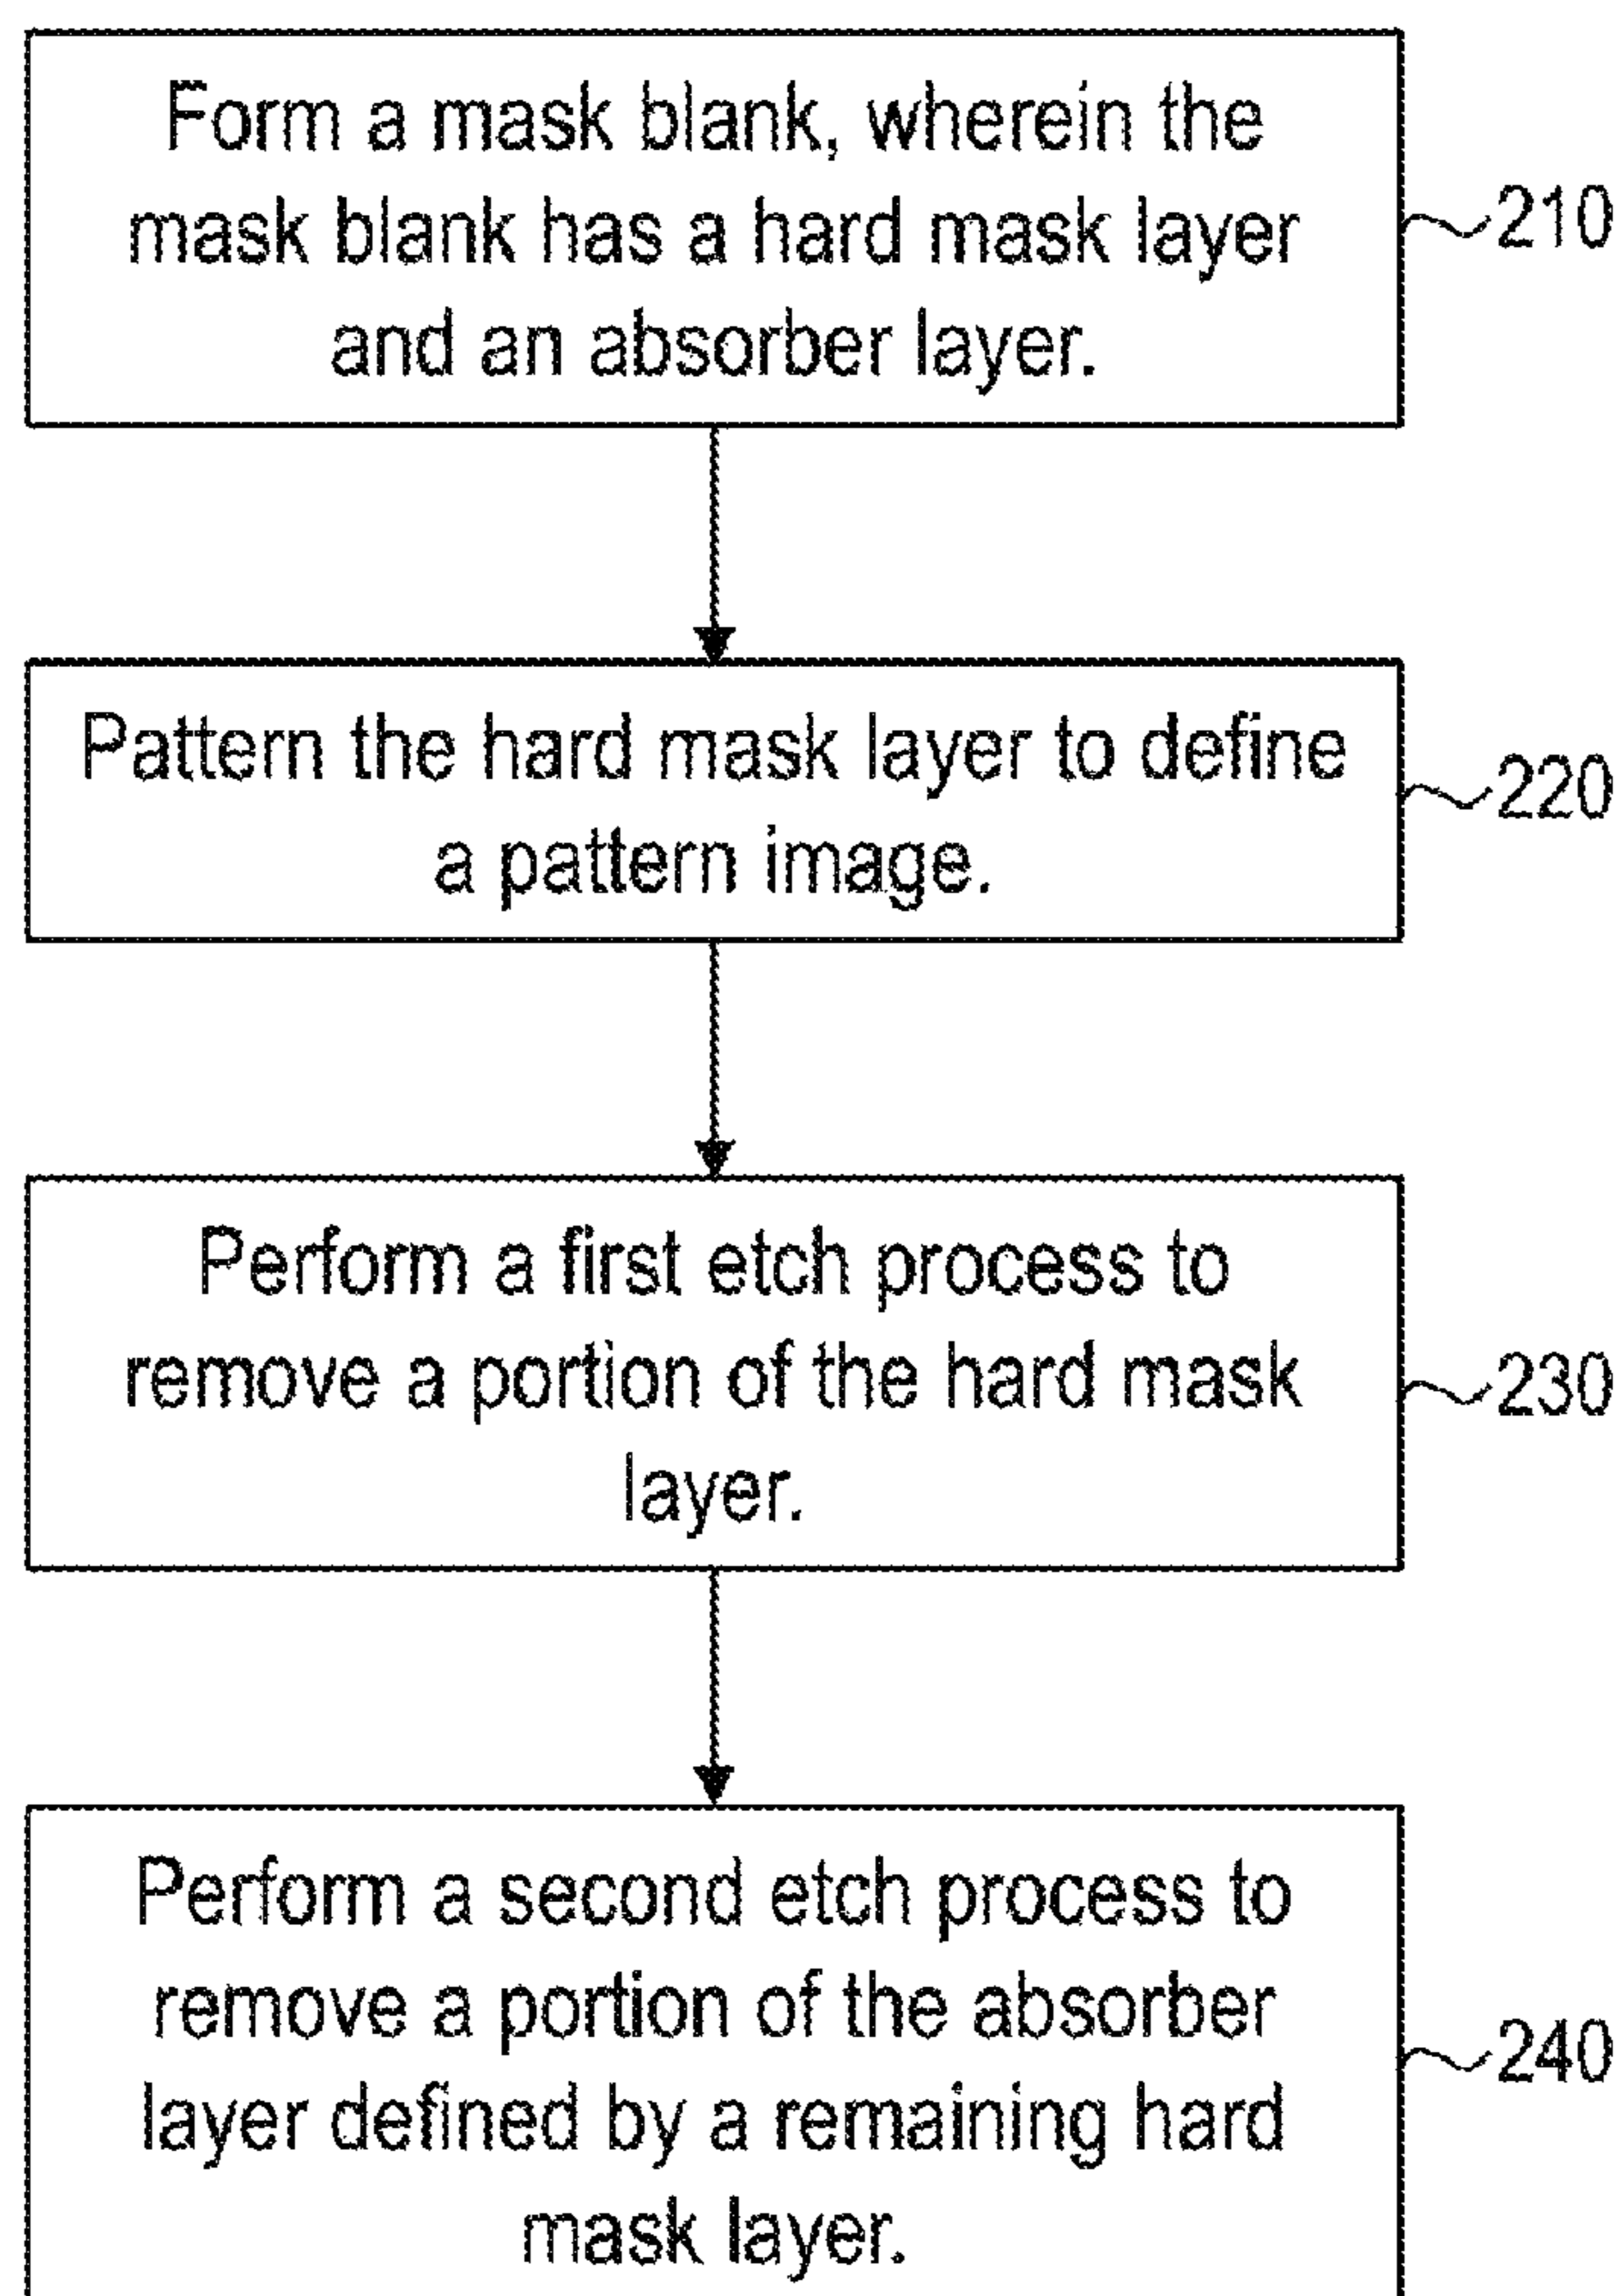 Form a mask blank, wherein the
mask blank has a hard mask layer
and an absorber layer.
210
Pattern the hard mask layer to define
a pattern image.
220
Perform a first etch process to
remove a portion of the hard mask
layer.
230
Perform a second etch process to
remove a portion of the absorber
layer defined by a remaining hard
mask layer.
240